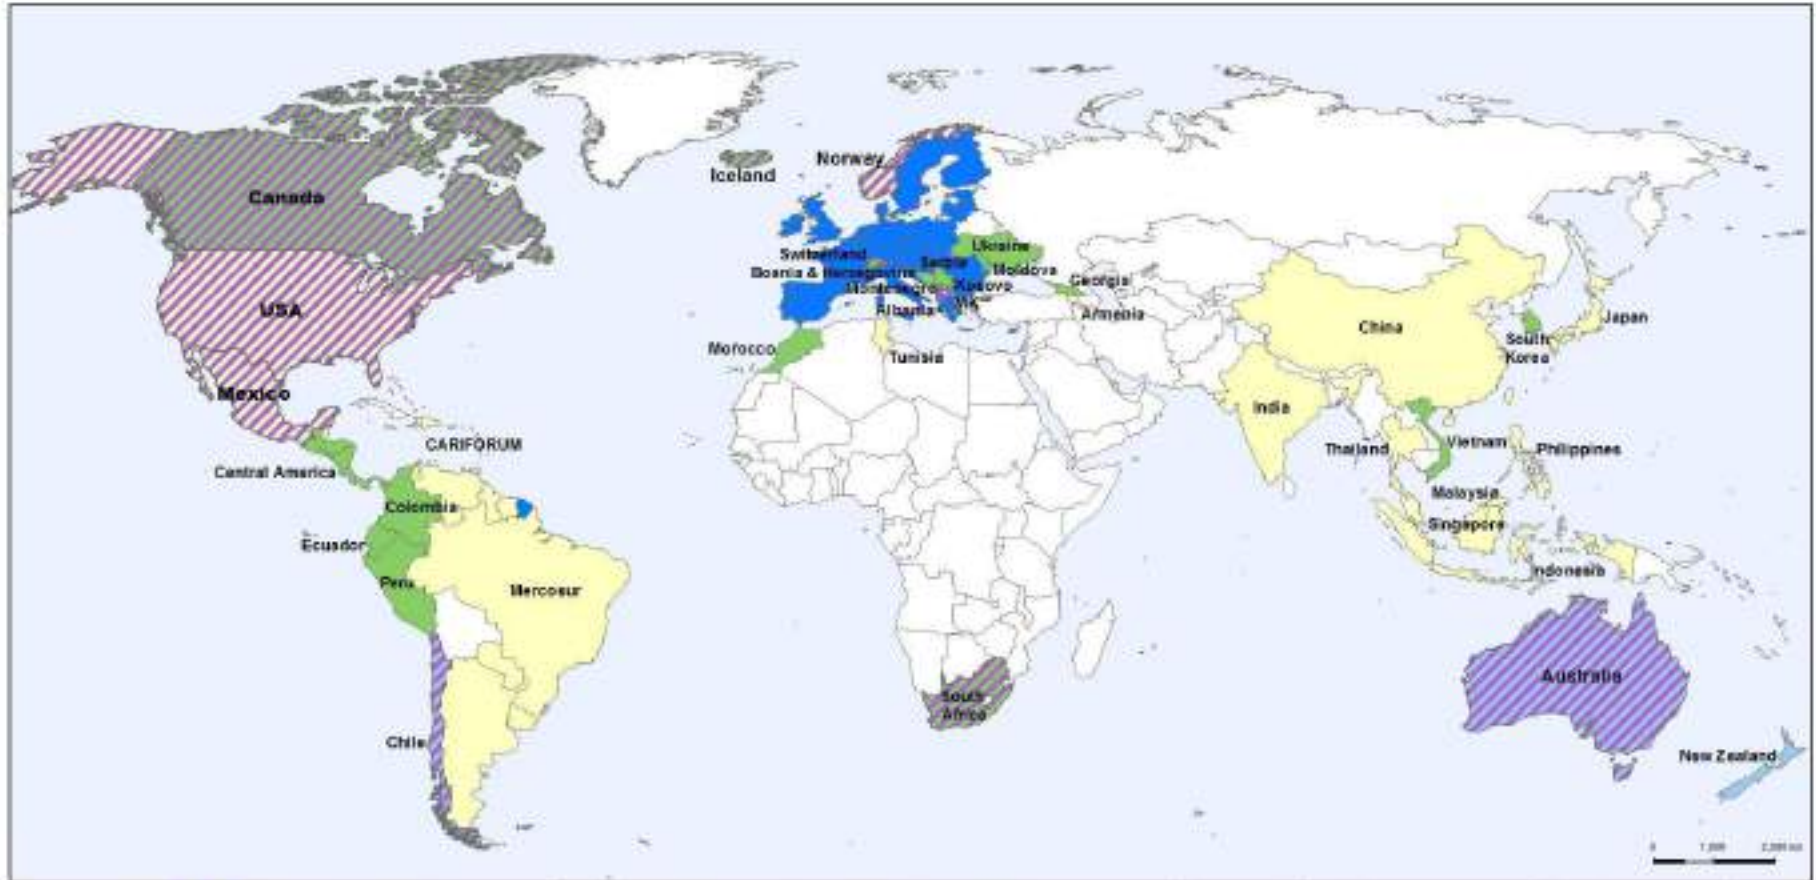 Canada
Iceland
Norway
Ukraine
Switzerland
Serbia
Bosnia & Herzegovina
Moldova
Georgia
Kosovo
Montenegro
USA
Albania
Armenia
China
Japan
South
Korea
Morocco
Tunisia
Mexico
India
CARIFORUM
Thailand
Vietnam
Philippines
Central America
Malaysia
Colombia
Singapore
Ecuador
Indonesia
Peru
Mercosur
Australia
South
Africa
Chile
New Zealand